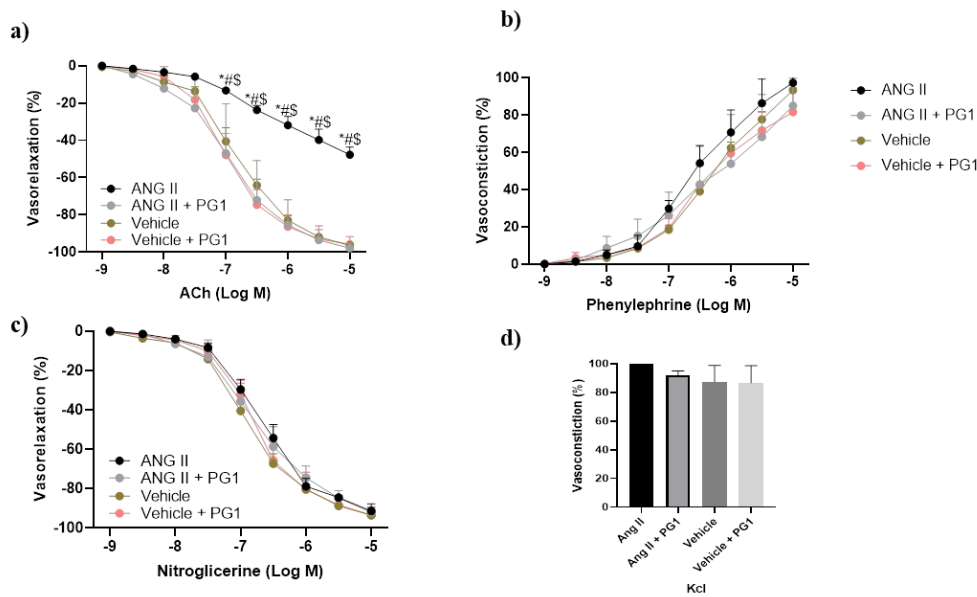 a)
0
-20
-40
-60
-80
-100
Vasorelaxation (%)
*#$
*#$
*#$
*#$
*#$
ANG II
ANG II + PG1
Vehicle
Vehicle + PG1
-9
-8
-7
-6
-5
ACh (Log M)
b)
100
80
60
40
20
0
Vasoconstiction (%)
-9
-8
-7
-6
-5
Phenylephrine (Log M)
ANG II
ANG II + PG1
Vehicle
Vehicle + PG1
c)
0
-20
-40
-60
-80
-100
Vasorelaxation (%)
ANG II
ANG II + PG1
Vehicle
Vehicle + PG1
-9
-8
-7
-6
-5
Nitroglicerine (Log M)
d)
100
80
60
40
20
0
Vasoconstiction (%)
Ang II
Ang II + PG1
Vehicle
Vehicle + PG1
Kcl